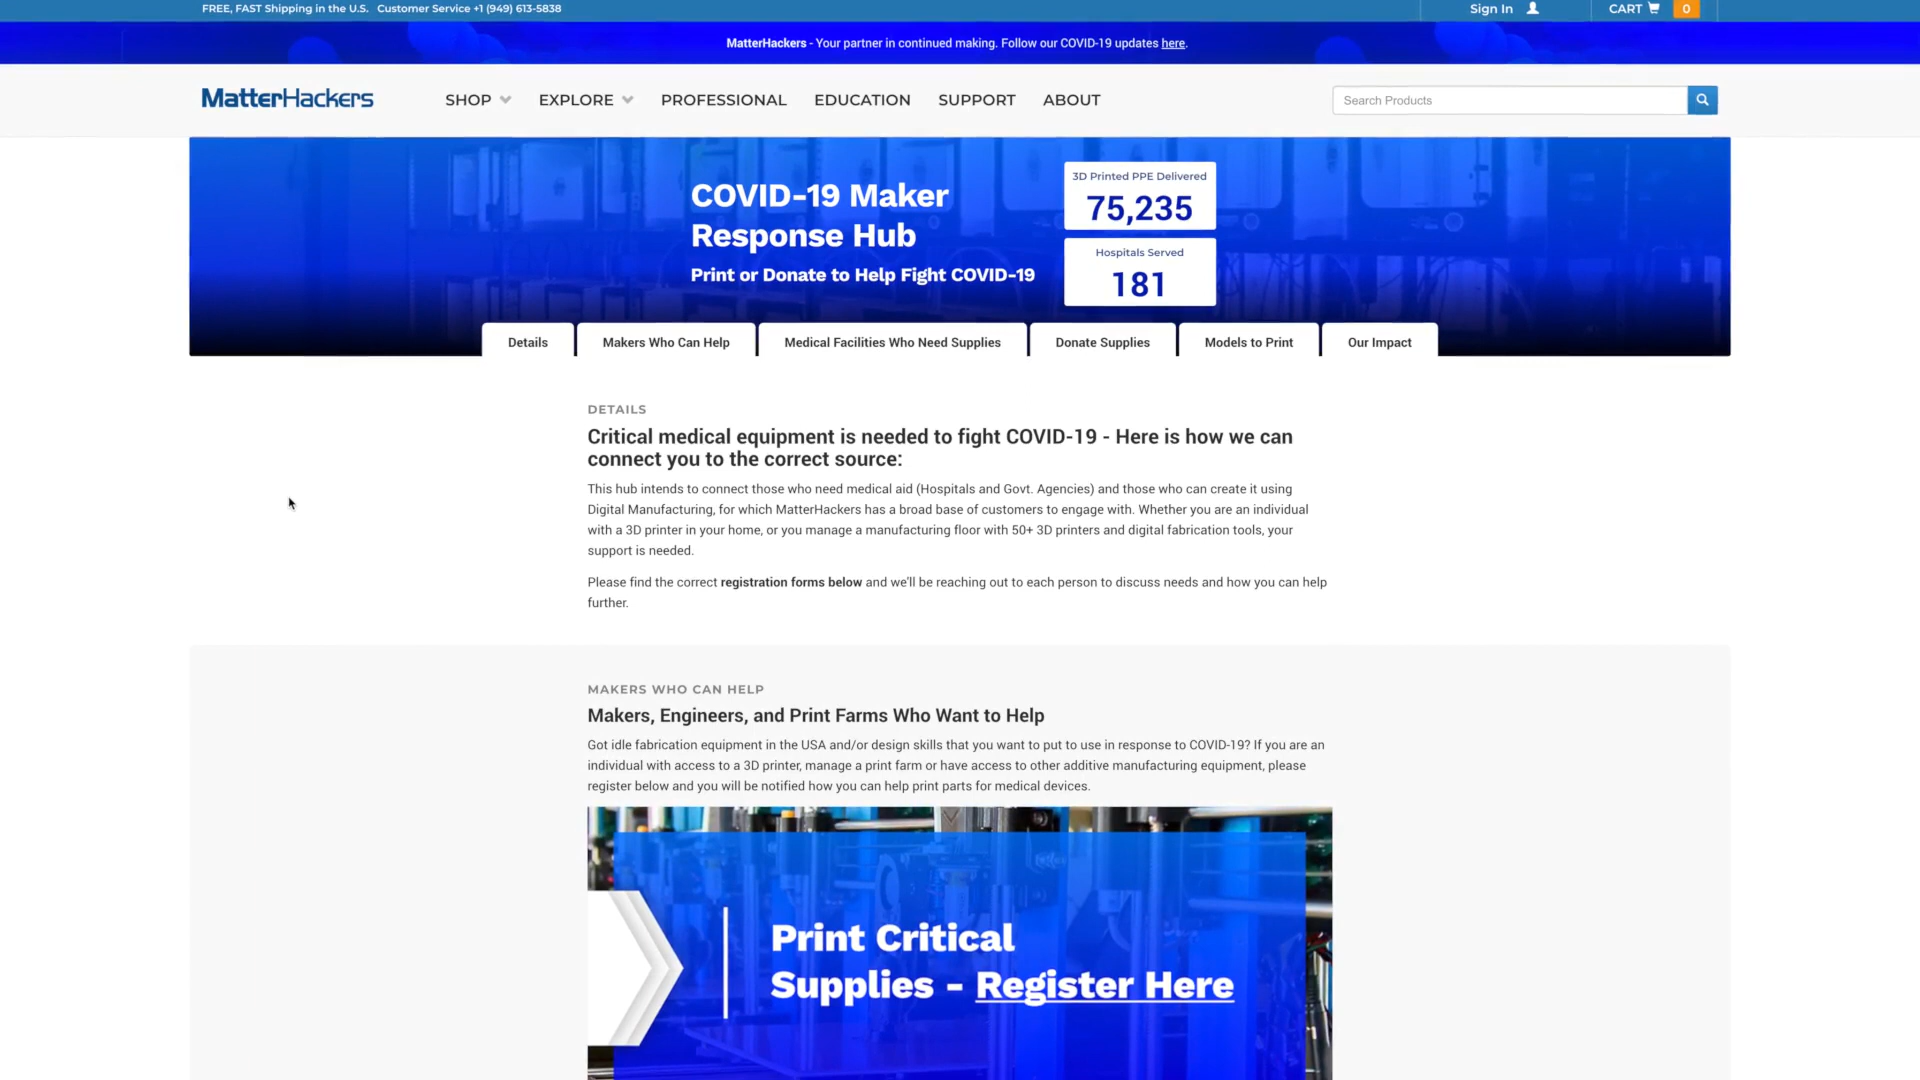 FREE, FAST Shipping in the U.S. Customer Service +1 (949) 613-5838
Sign In
CART
0
MatterHackers - Your partner in continued making. Follow our COVID-19 updates here.
MatterHackers
SHOP
EXPLORE
PROFESSIONAL
EDUCATION
SUPPORT
ABOUT
Search Products
COVID-19 Maker
Response Hub
Print or Donate to Help Fight COVID-19
3D Printed PPE Delivered
75,235
Hospitals Served
181
Details
Makers Who Can Help
Medical Facilities Who Need Supplies
Donate Supplies
Models to Print
Our Impact
DETAILS
Critical medical equipment is needed to fight COVID-19 - Here is how we can
connect you to the correct source:
This hub intends to connect those who need medical aid (Hospitals and Govt. Agencies) and those who can create it using
Digital Manufacturing, for which MatterHackers has a broad base of customers to engage with. Whether you are an individual
with a 3D printer in your home, or you manage a manufacturing floor with 50+ 3D printers and digital fabrication tools, your
support is needed.
Please find the correct registration forms below and we'll be reaching out to each person to discuss needs and how you can help
further.
MAKERS WHO CAN HELP
Makers, Engineers, and Print Farms Who Want to Help
Got idle fabrication equipment in the USA and/or design skills that you want to put to use in response to COVID-19? If you are an
individual with access to a 3D printer, manage a print farm or have access to other additive manufacturing equipment, please
register below and you will be notified how you can help print parts for medical devices.
Print Critical
Supplies - Register Here